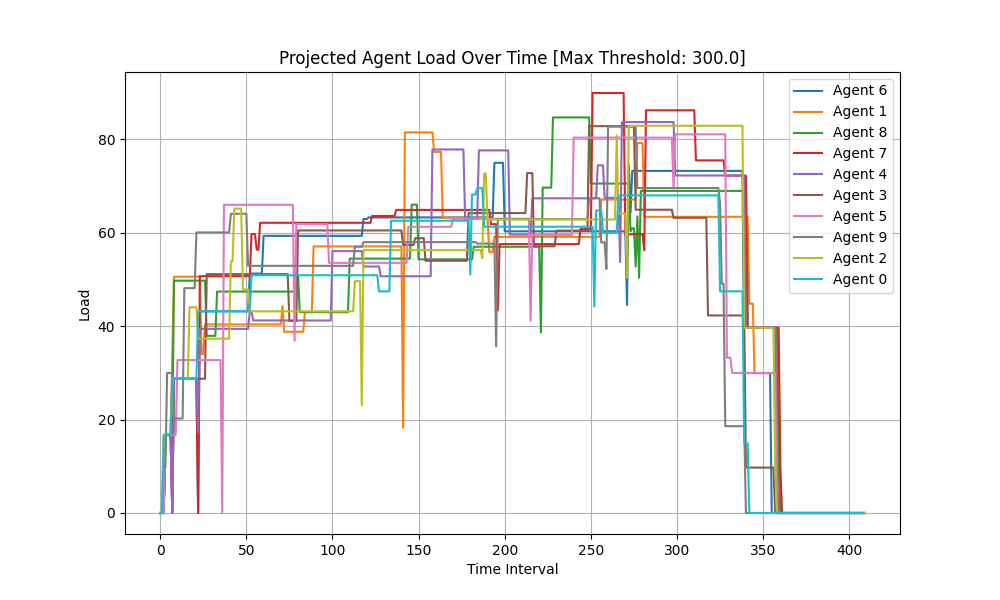 Projected Agent Load Over Time [Max Threshold: 300.0]
Load
80
60
40
20
0
0 50 100 150 200 250 300 350 400
Time Interval
Agent 6
Agent 1
Agent 8
Agent 7
Agent 4
Agent 3
Agent 5
Agent 9
Agent 2
Agent 0